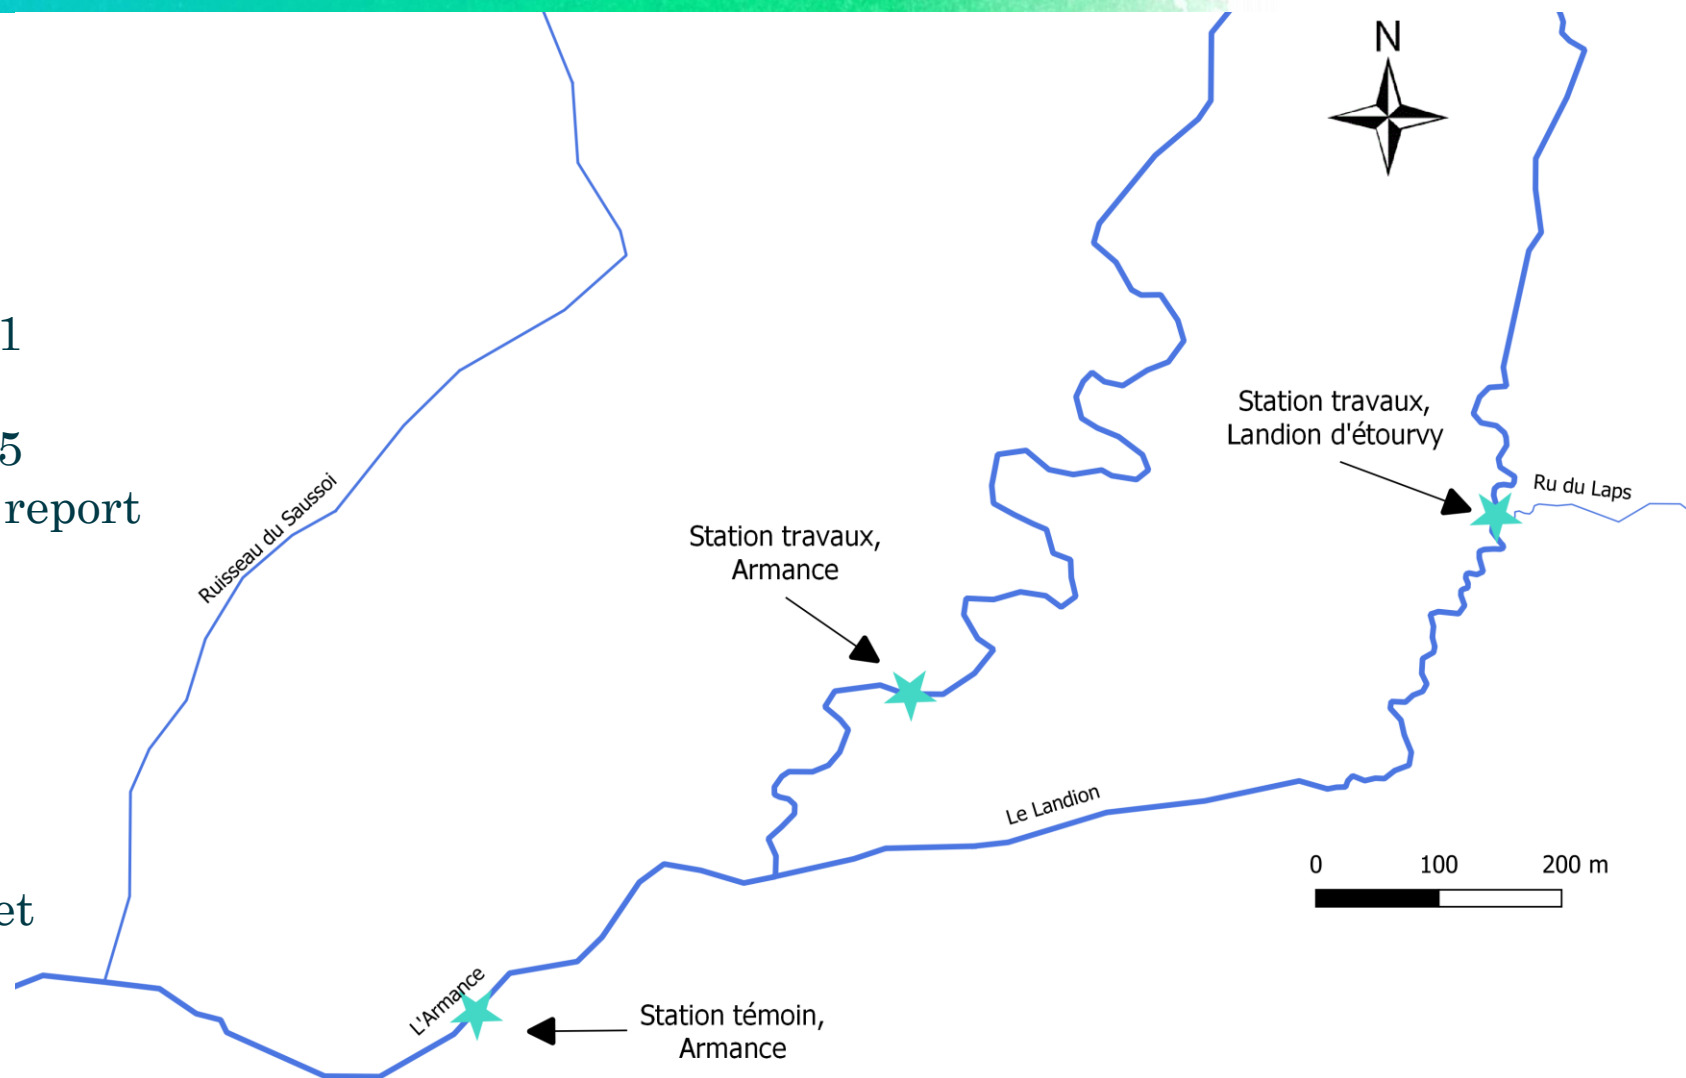 N
1
5
report
et
Station travaux,
Landion d'étourvy
Ru du Laps
Ruisseau du Saussoi
Station travaux,
Armance
Le Landion
0 100 200 m
L'Armance
Station témoin,
Armance